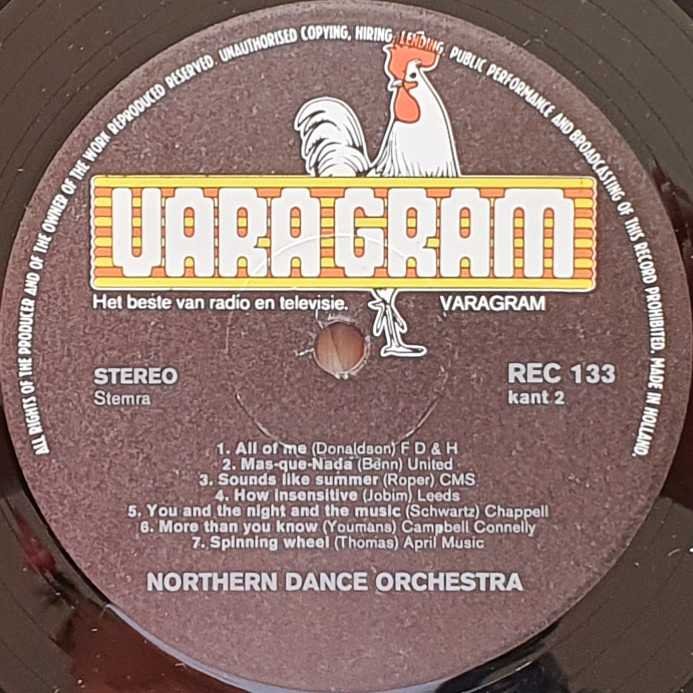 ALL RIGHTS OF THE PRODUCER AND OF THE OWNER OF THE WORK REPRODUCED RESERVED. UNAUTHORISED COPYING, HIRING, LENDING, PUBLIC PERFORMANCE AND BROADCASTING OF THIS RECORD PROHIBITED. MADE IN HOLLAND.
VARAGRAM
Het beste van radio en televisie. VARAGRAM
STEREO REC 133
Stemra kant 2
1. All of me (Donaldson) F D & H
2. Mas-que-Nada (Benn) United
3. Sounds like summer (Roper) CMS
4. How insensitive (Jobim) Leeds
5. You and the night and the music (Schwartz) Chappell
6. More than you know (Youmans) Campbell Connelly
7. Spinning wheel (Thomas) April Music
NORTHERN DANCE ORCHESTRA